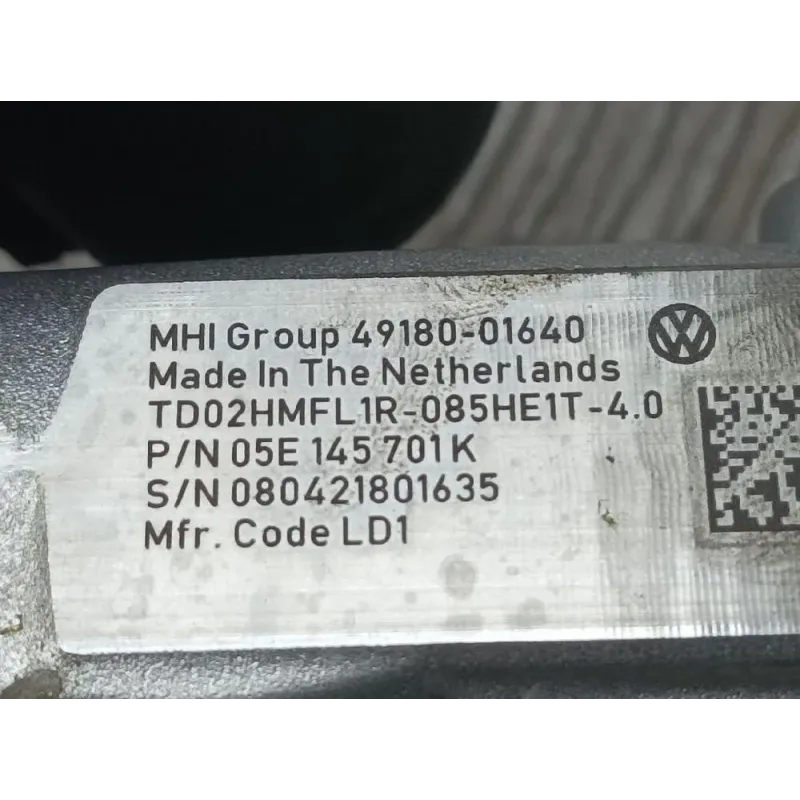 MHI Group 49180-01640
Made In The Netherlands
TD02HMFL1R-085HE1T-4.0
P/N 05E 145 701K
S/N 080421801635
Mfr. Code LD1